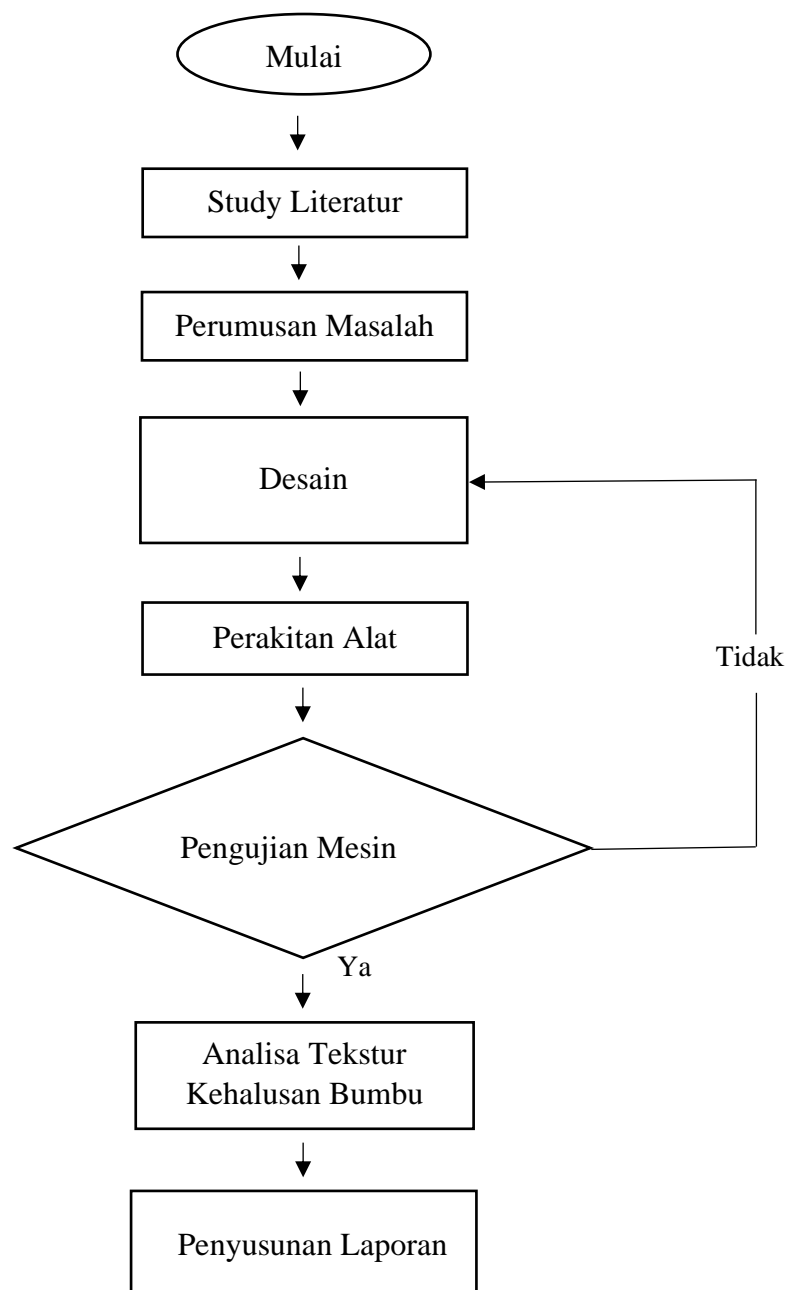 Mulai
Study Literatur
Perumusan Masalah
Desain
Perakitan Alat
Tidak
Pengujian Mesin
Ya
Analisa Tekstur
Kehalusan Bumbu
Penyusunan Laporan